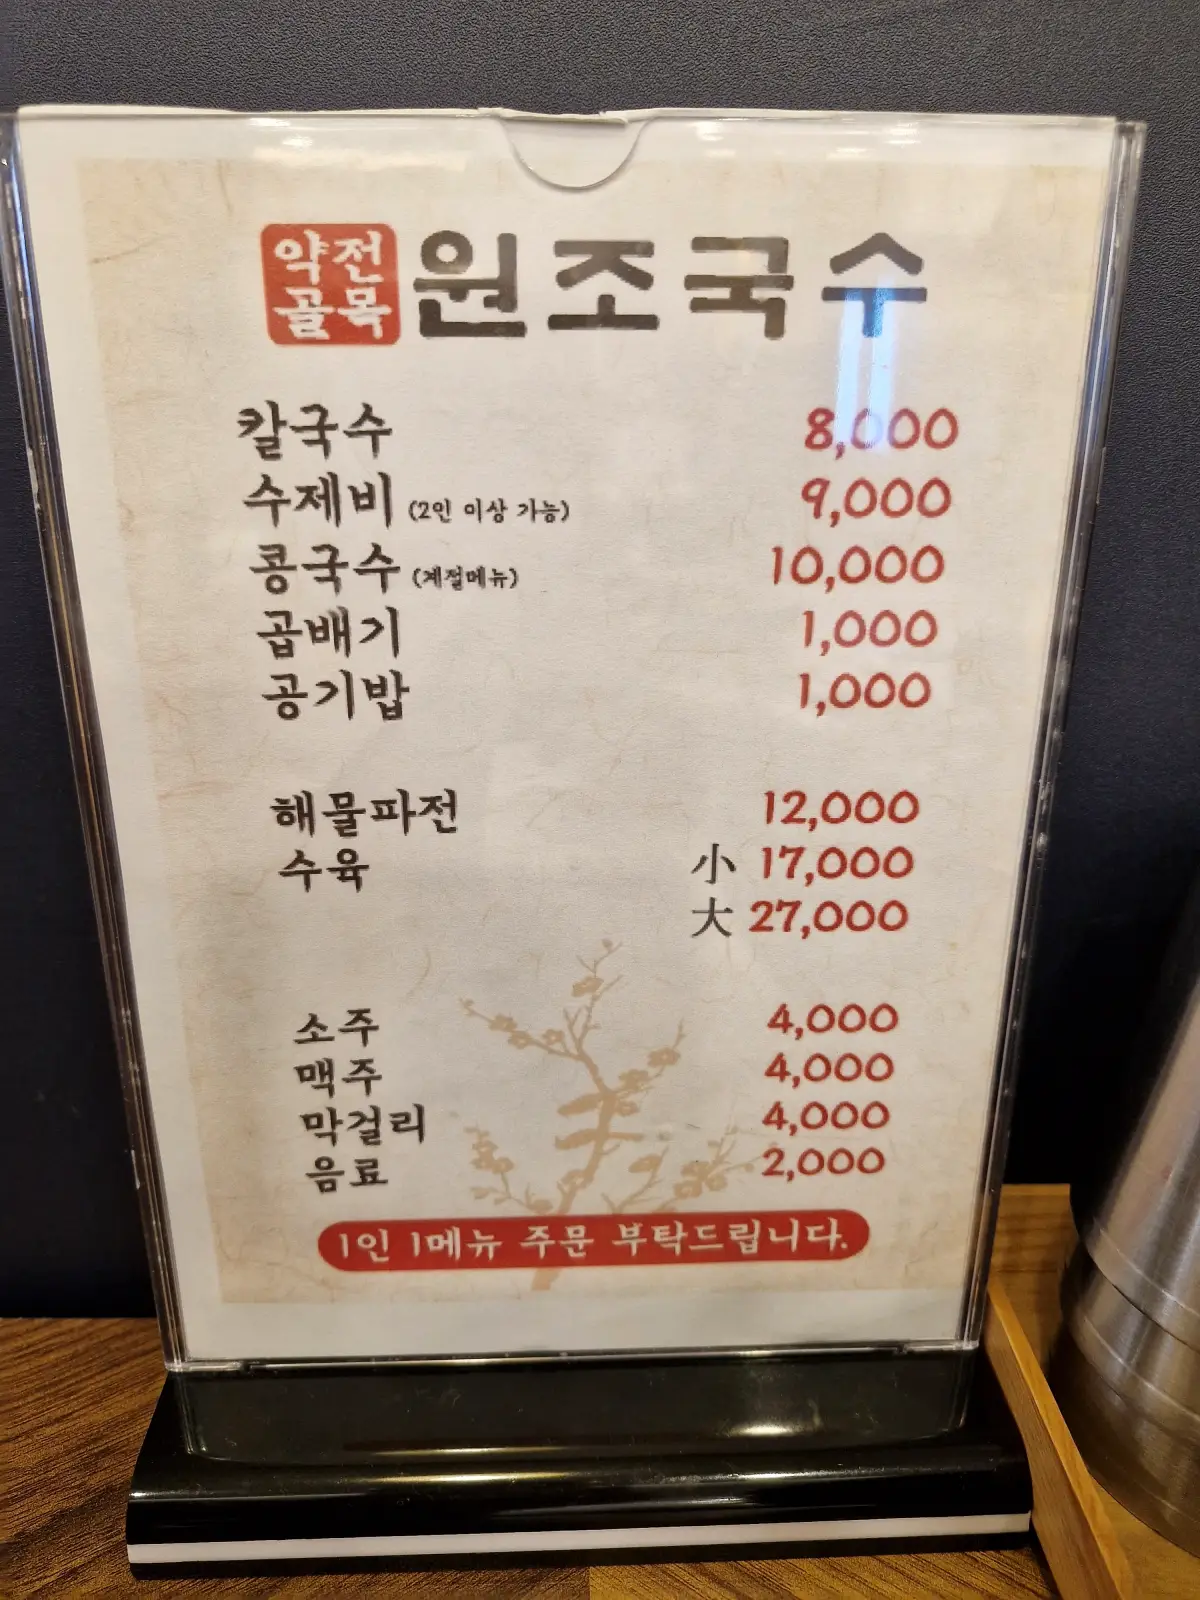 약전골목 원조국수
칼국수 8,000
수제비 (2인 이상 가능) 9,000
콩국수 (계절메뉴) 10,000
곱배기 1,000
공기밥 1,000
해물파전 12,000
수육 小 17,000
大 27,000
소주 4,000
맥주 4,000
막걸리 4,000
음료 2,000
1인 1메뉴 주문 부탁드립니다.